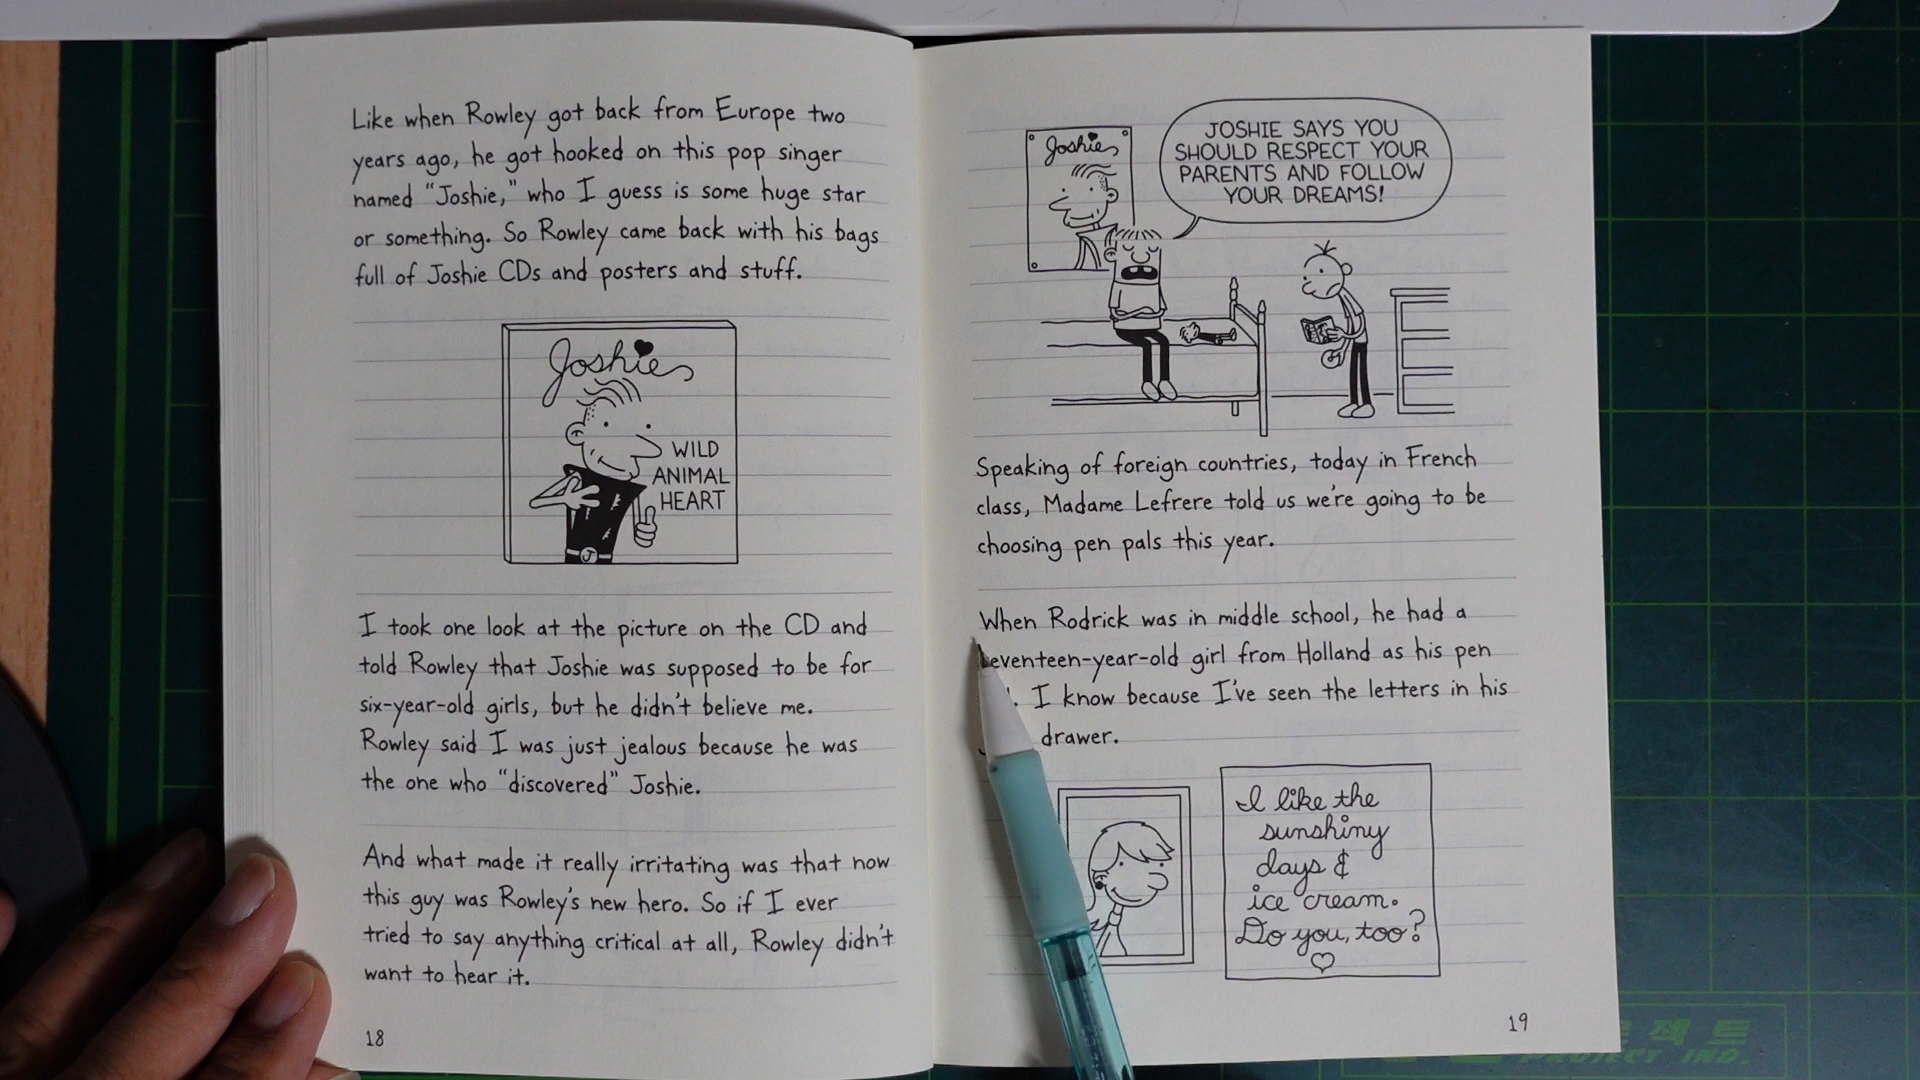 Like when Rowley got back from Europe two
years ago, he got hooked on this pop singer
named "Joshie," who I guess is some huge star
or something. So Rowley came back with his bags
full of Joshie CDs and posters and stuff.
Joshie
WILD
ANIMAL
HEART
J
I took one look at the picture on the CD and
told Rowley that Joshie was supposed to be for
six-year-old girls, but he didn't believe me.
Rowley said I was just jealous because he was
the one who "discovered" Joshie.
And what made it really irritating was that now
this guy was Rowley's new hero. So if I ever
tried to say anything critical at all, Rowley didn't
want to hear it.
18
Joshie
JOSHIE SAYS YOU
SHOULD RESPECT YOUR
PARENTS AND FOLLOW
YOUR DREAMS!
Speaking of foreign countries, today in French
class, Madame Lefrere told us we're going to be
choosing pen pals this year.
When Rodrick was in middle school, he had a
seventeen-year-old girl from Holland as his pen
. I know because I've seen the letters in his
drawer.
I like the
sunshiny
days &
ice cream.
Do you, too?
19
PROJECT IND.